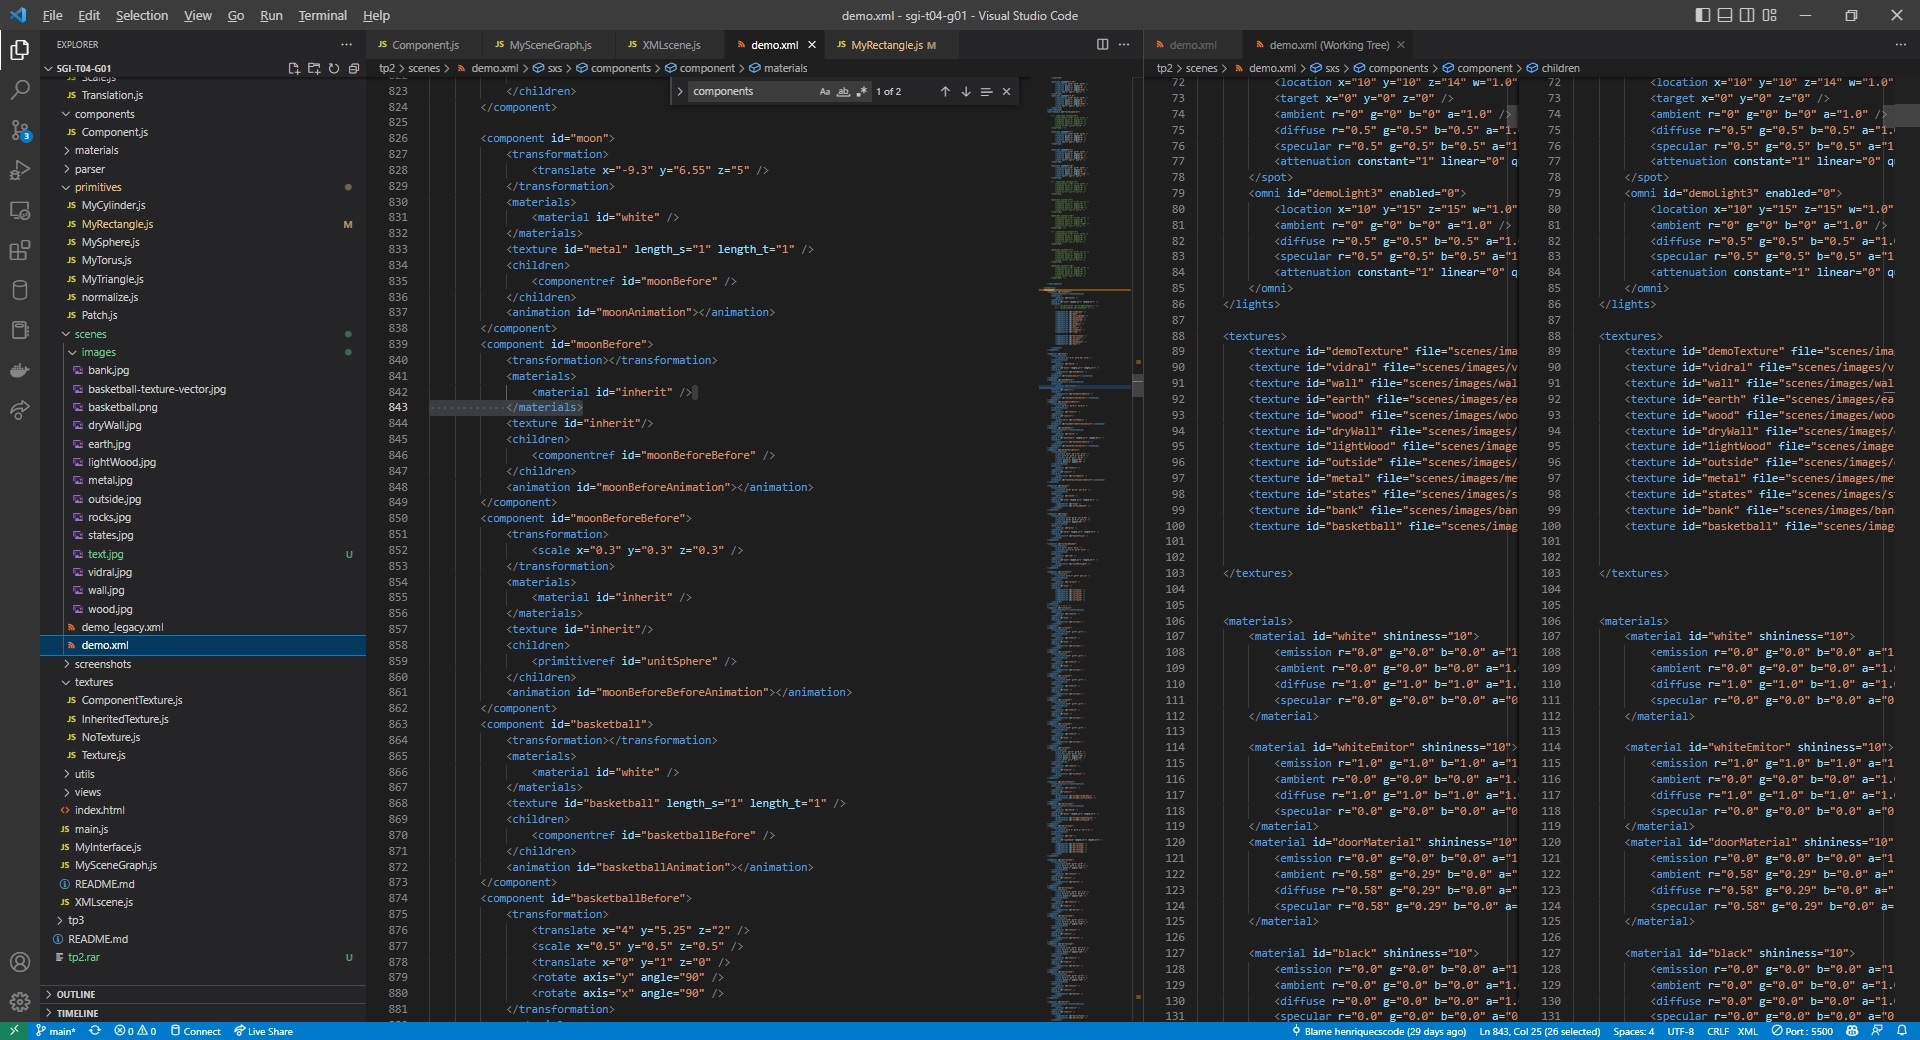 File Edit Selection View Go Run Terminal Help
demo.xml - sgi-t04-g01 - Visual Studio Code
EXPLORER
SGI-T04-G01
Scale.js
Translation.js
components
Component.js
materials
parser
primitives
MyCylinder.js
MyRectangle.js M
MySphere.js
MyTorus.js
MyTriangle.js
normalize.js
Patch.js
scenes
images
bank.jpg
basketball-texture-vector.jpg
basketball.png
dryWall.jpg
earth.jpg
lightWood.jpg
metal.jpg
outside.jpg
rocks.jpg
states.jpg
text.jpg U
vidral.jpg
wall.jpg
wood.jpg
demo_legacy.xml
demo.xml
screenshots
textures
ComponentTexture.js
InheritedTexture.js
NoTexture.js
Texture.js
utils
views
index.html
main.js
MyInterface.js
MySceneGraph.js
README.md
XMLscene.js
tp3
README.md
tp2.rar U
OUTLINE
TIMELINE
Component.js MySceneGraph.js XMLscene.js demo.xml MyRectangle.js M
tp2 > scenes > demo.xml > sxs > components > component > materials
components Aa ab .* 1 of 2
823 </children>
824 </component>
825
826 <component id="moon">
827 <transformation>
828 <translate x="-9.3" y="6.55" z="5" />
829 </transformation>
830 <materials>
831 <material id="white" />
832 </materials>
833 <texture id="metal" length_s="1" length_t="1" />
834 <children>
835 <componentref id="moonBefore" />
836 </children>
837 <animation id="moonAnimation"></animation>
838 </component>
839 <component id="moonBefore">
840 <transformation></transformation>
841 <materials>
842 <material id="inherit" />
843 </materials>
844 <texture id="inherit"/>
845 <children>
846 <componentref id="moonBeforeBefore" />
847 </children>
848 <animation id="moonBeforeAnimation"></animation>
849 </component>
850 <component id="moonBeforeBefore">
851 <transformation>
852 <scale x="0.3" y="0.3" z="0.3" />
853 </transformation>
854 <materials>
855 <material id="inherit" />
856 </materials>
857 <texture id="inherit"/>
858 <children>
859 <primitiveref id="unitSphere" />
860 </children>
861 <animation id="moonBeforeBeforeAnimation"></animation>
862 </component>
863 <component id="basketball">
864 <transformation></transformation>
865 <materials>
866 <material id="white" />
867 </materials>
868 <texture id="basketball" length_s="1" length_t="1" />
869 <children>
870 <componentref id="basketballBefore" />
871 </children>
872 <animation id="basketballAnimation"></animation>
873 </component>
874 <component id="basketballBefore">
875 <transformation>
876 <translate x="4" y="5.25" z="2" />
877 <scale x="0.5" y="0.5" z="0.5" />
878 <translate x="0" y="1" z="0" />
879 <rotate axis="y" angle="90" />
880 <rotate axis="x" angle="90" />
881 </transformation>
demo.xml demo.xml (Working Tree)
tp2 > scenes > demo.xml > sxs > components > component > children
72 <location x="10" y="10" z="14" w="1.0"
73 <target x="0" y="0" z="0" />
74 <ambient r="0" g="0" b="0" a="1.0" />
75 <diffuse r="0.5" g="0.5" b="0.5" a="1.
76 <specular r="0.5" g="0.5" b="0.5" a="1
77 <attenuation constant="1" linear="0" q
78 </spot>
79 <omni id="demoLight3" enabled="0">
80 <location x="10" y="15" z="15" w="1.0"
81 <ambient r="0" g="0" b="0" a="1.0" />
82 <diffuse r="0.5" g="0.5" b="0.5" a="1.
83 <specular r="0.5" g="0.5" b="0.5" a="1
84 <attenuation constant="1" linear="0" q
85 </omni>
86 </lights>
87
88 <textures>
89 <texture id="demoTexture" file="scenes/ima
90 <texture id="vidral" file="scenes/images/v
91 <texture id="wall" file="scenes/images/wal
92 <texture id="earth" file="scenes/images/ea
93 <texture id="wood" file="scenes/images/woo
94 <texture id="dryWall" file="scenes/images/
95 <texture id="lightWood" file="scenes/image
96 <texture id="outside" file="scenes/images/
97 <texture id="metal" file="scenes/images/me
98 <texture id="states" file="scenes/images/s
99 <texture id="bank" file="scenes/images/ban
100 <texture id="basketball" file="scenes/imag
101
102
103 </textures>
104
105
106 <materials>
107 <material id="white" shininess="10">
108 <emission r="0.0" g="0.0" b="0.0" a="1
109 <ambient r="0.0" g="0.0" b="0.0" a="1.
110 <diffuse r="1.0" g="1.0" b="1.0" a="1.
111 <specular r="0.0" g="0.0" b="0.0" a="1
112 </material>
113
114 <material id="whiteEmitor" shininess="10">
115 <emission r="1.0" g="1.0" b="1.0" a="1
116 <ambient r="0.0" g="0.0" b="0.0" a="1.
117 <diffuse r="1.0" g="1.0" b="1.0" a="1.
118 <specular r="0.0" g="0.0" b="0.0" a="1
119 </material>
120 <material id="doorMaterial" shininess="10"
121 <emission r="0.0" g="0.0" b="0.0" a="1
122 <ambient r="0.58" g="0.29" b="0.0" a="
123 <diffuse r="0.58" g="0.29" b="0.0" a="
124 <specular r="0.58" g="0.29" b="0.0" a=
125 </material>
126
127 <material id="black" shininess="10">
128 <emission r="0.0" g="0.0" b="0.0" a="1
129 <ambient r="0.0" g="0.0" b="0.0" a="1.
130 <diffuse r="0.0" g="0.0" b="0.0" a="1.
131 <specular r="0.0" g="0.0" b="0.0" a="1
main* 0 0 Connect Live Share
Blame henriquecscode (29 days ago) Ln 843, Col 25 (26 selected) Spaces: 4 UTF-8 CRLF XML Port : 5500